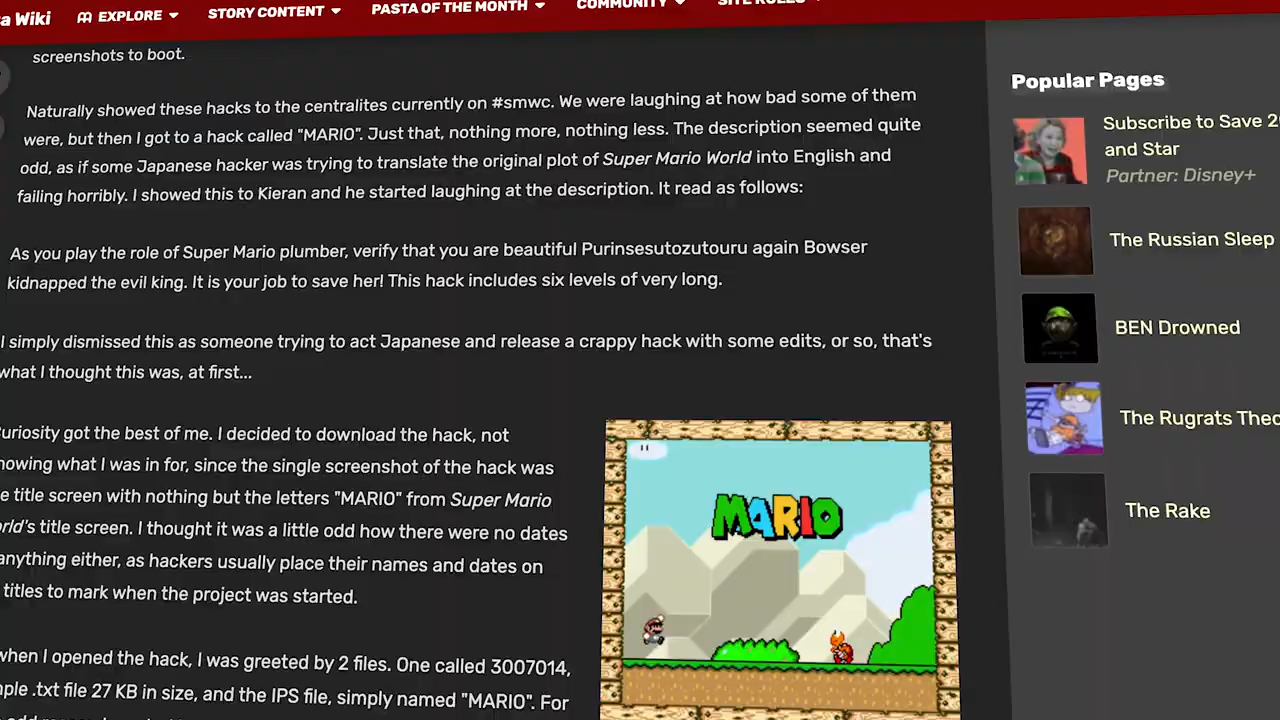 a Wiki EXPLORE STORY CONTENT PASTA OF THE MONTH COMMUNITY SITE RULES
screenshots to boot.
Naturally showed these hacks to the centralites currently on #smwc. We were laughing at how bad some of them
were, but then I got to a hack called "MARIO". Just that, nothing more, nothing less. The description seemed quite
odd, as if some Japanese hacker was trying to translate the original plot of Super Mario World into English and
failing horribly. I showed this to Kieran and he started laughing at the description. It read as follows:
As you play the role of Super Mario plumber, verify that you are beautiful Purinsesutozutouru again Bowser
kidnapped the evil king. It is your job to save her! This hack includes six levels of very long.
I simply dismissed this as someone trying to act Japanese and release a crappy hack with some edits, or so, that's
what I thought this was, at first...
Curiosity got the best of me. I decided to download the hack, not
nowing what I was in for, since the single screenshot of the hack was
e title screen with nothing but the letters "MARIO" from Super Mario
orld's title screen. I thought it was a little odd how there were no dates
anything either, as hackers usually place their names and dates on
titles to mark when the project was started.
when I opened the hack, I was greeted by 2 files. One called 3007014,
mple .txt file 27 KB in size, and the IPS file, simply named "MARIO". For
MARIO
Popular Pages
Subscribe to Save 2
and Star
Partner: Disney+
The Russian Sleep
BEN Drowned
The Rugrats Theo
The Rake